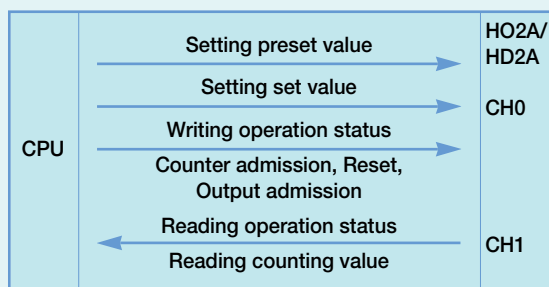 CPU
Setting preset value
Setting set value
Writing operation status
Counter admission, Reset,
Output admission
Reading operation status
Reading counting value
HO2A/
HD2A
CH0
CH1